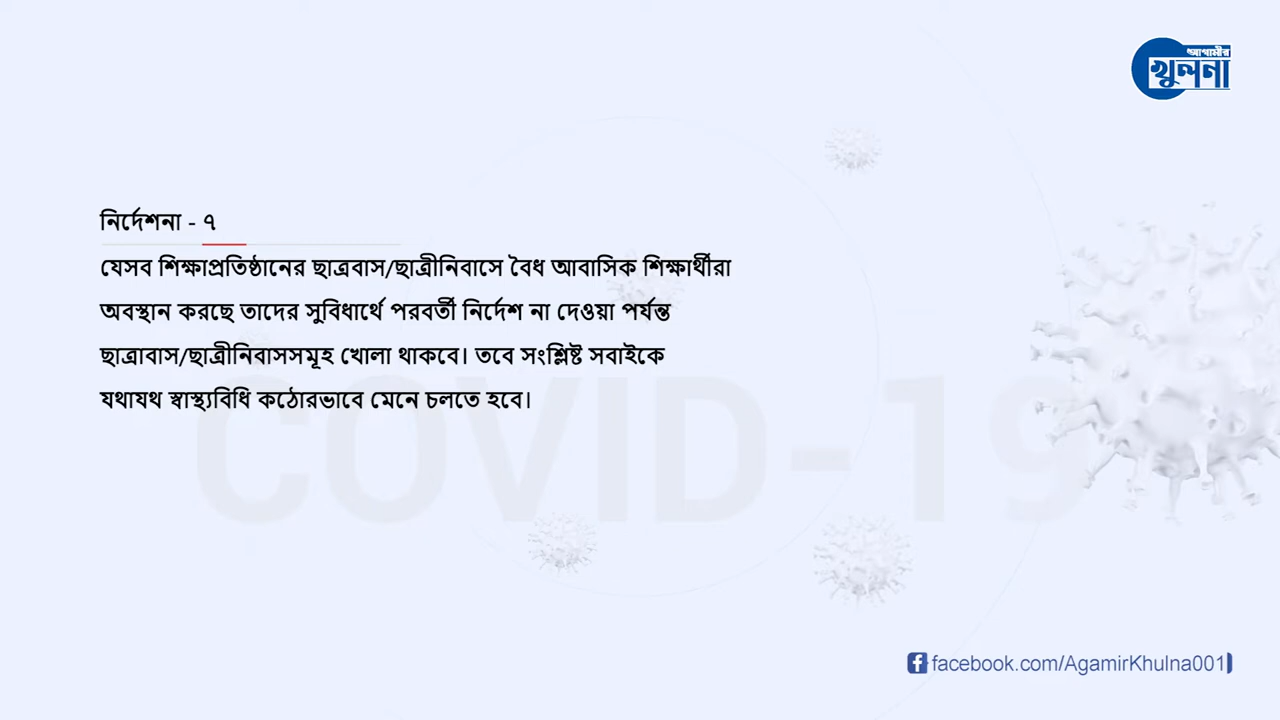 আগামীর
খুলনা
নির্দেশনা - ৭
যেসব শিক্ষাপ্রতিষ্ঠানের ছাত্রবাস/ছাত্রীনিবাসে বৈধ আবাসিক শিক্ষার্থীরা
অবস্থান করছে তাদের সুবিধার্থে পরবর্তী নির্দেশ না দেওয়া পর্যন্ত
ছাত্রাবাস/ছাত্রীনিবাসসমূহ খোলা থাকবে। তবে সংশ্লিষ্ট সবাইকে
যথাযথ স্বাস্থ্যবিধি কঠোরভাবে মেনে চলতে হবে।
COVID-19
facebook.com/AgamirKhulna001